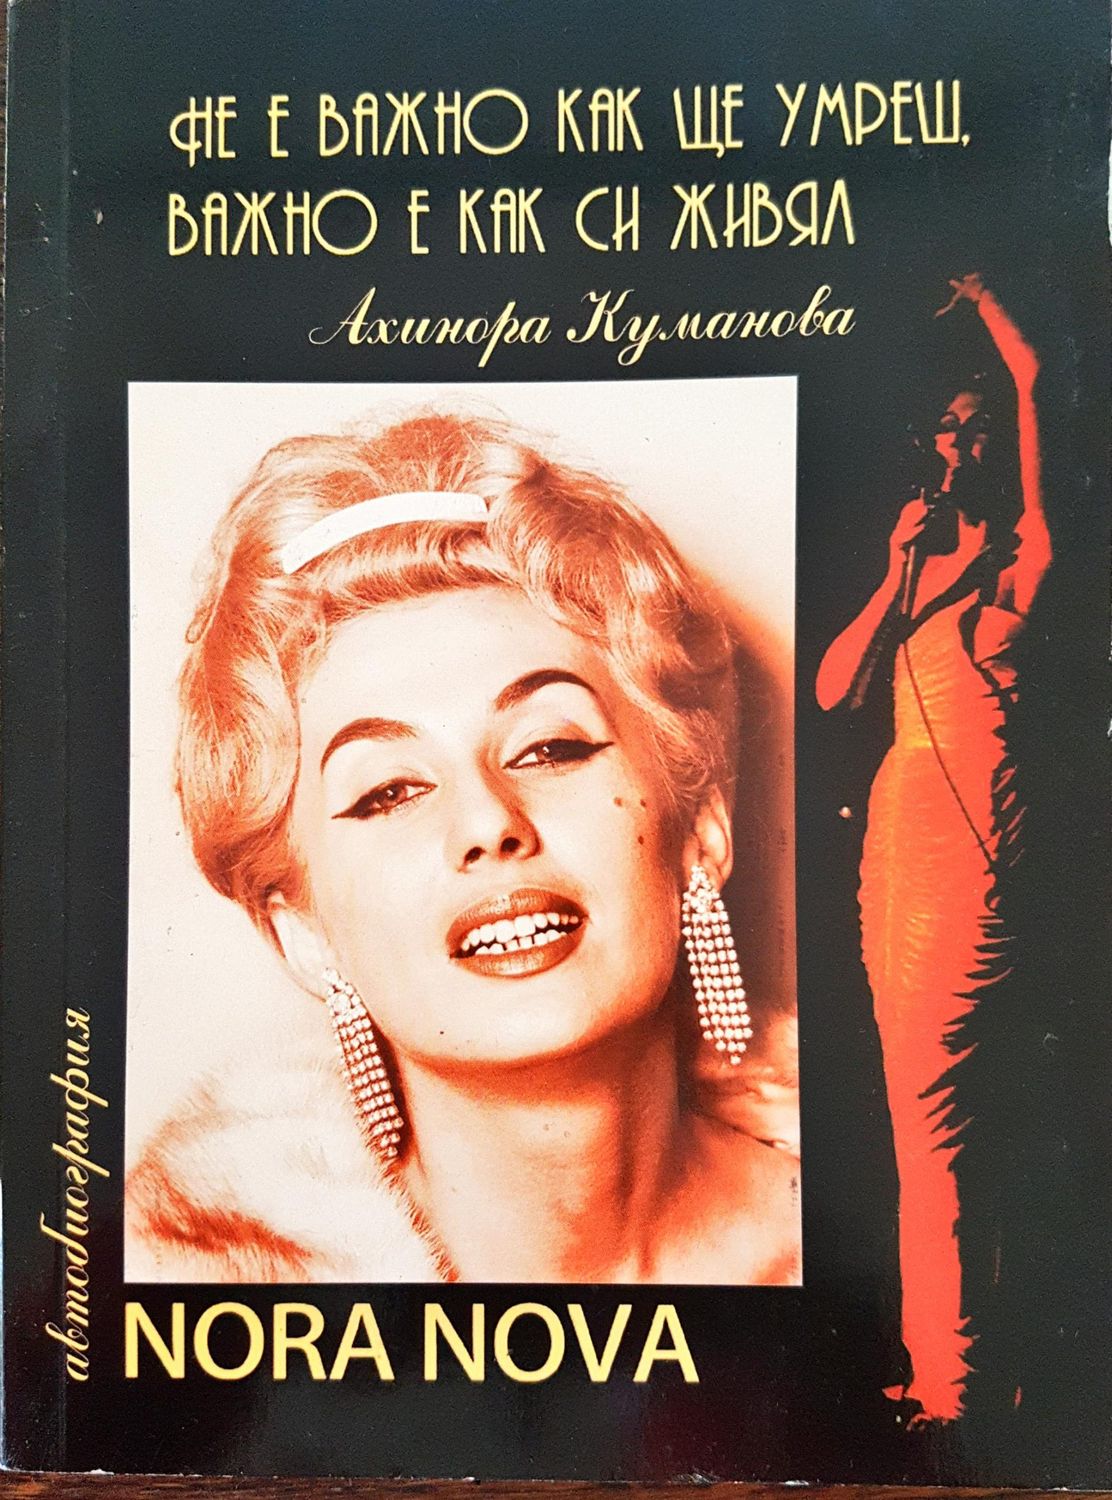 НЕ Е ВАЖНО КАК ЩЕ УМРЕШ,
ВАЖНО Е КАК СИ ЖИВЯЛ
Ахинора Куманова
автобиография
NORA NOVA